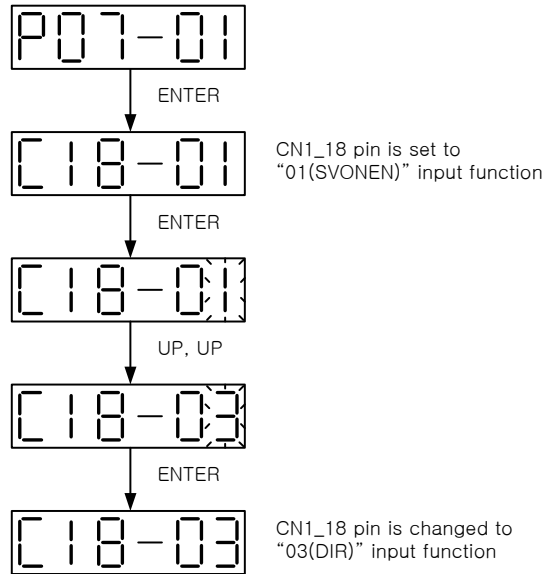 P07-01
ENTER
C18-01
CN1_18 pin is set to
“01(SVONEN)” input function
ENTER
C18-01
UP, UP
C18-03
ENTER
C18-03
CN1_18 pin is changed to
“03(DIR)” input function